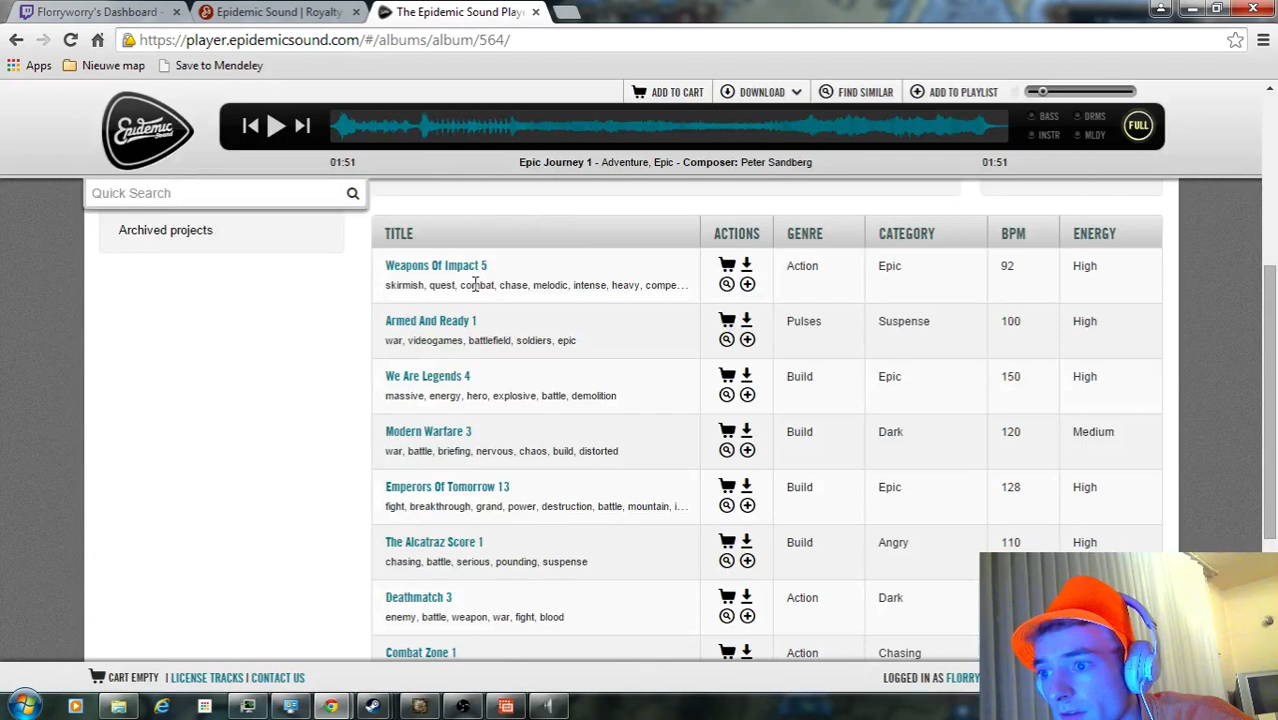 Florryworry's Dashboard -
Epidemic Sound | Royalty
The Epidemic Sound Play
https://player.epidemicsound.com/#/albums/album/564/
Apps Nieuwe map Save to Mendeley
ADD TO CART DOWNLOAD FIND SIMILAR ADD TO PLAYLIST
Epidemic Sound
BASS DRMS
INSTR MLDY
FULL
01:51 Epic Journey 1 - Adventure, Epic - Composer: Peter Sandberg 01:51
Quick Search
Archived projects
TITLE ACTIONS GENRE CATEGORY BPM ENERGY
Weapons Of Impact 5 Action Epic 92 High
skirmish, quest, combat, chase, melodic, intense, heavy, compe...
Armed And Ready 1 Pulses Suspense 100 High
war, videogames, battlefield, soldiers, epic
We Are Legends 4 Build Epic 150 High
massive, energy, hero, explosive, battle, demolition
Modern Warfare 3 Build Dark 120 Medium
war, battle, briefing, nervous, chaos, build, distorted
Emperors Of Tomorrow 13 Build Epic 128 High
fight, breakthrough, grand, power, destruction, battle, mountain, i...
The Alcatraz Score 1 Build Angry 110 High
chasing, battle, serious, pounding, suspense
Deathmatch 3 Action Dark
enemy, battle, weapon, war, fight, blood
Combat Zone 1 Action Chasing
CART EMPTY | LICENSE TRACKS | CONTACT US LOGGED IN AS FLORRY